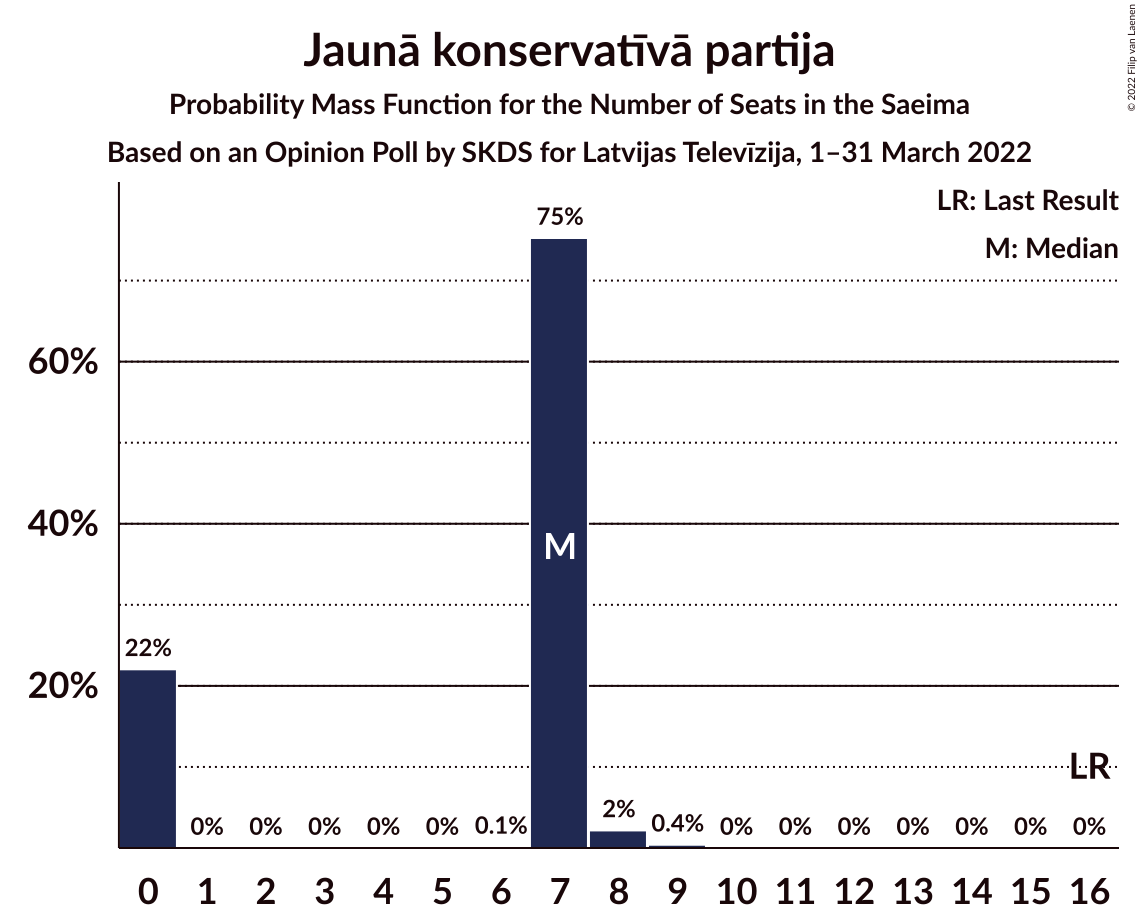 Jaunā konservatīvā partija
Probability Mass Function for the Number of Seats in the Saeima
Based on an Opinion Poll by SKDS for Latvijas Televīzija, 1–31 March 2022
© 2022 Filip van Laenen
LR: Last Result
M: Median
75%
60%
40%
M
22%
20%
LR
0% 0% 0% 0% 0% 0.1% 2% 0.4% 0% 0% 0% 0% 0% 0% 0%
0 1 2 3 4 5 6 7 8 9 10 11 12 13 14 15 16